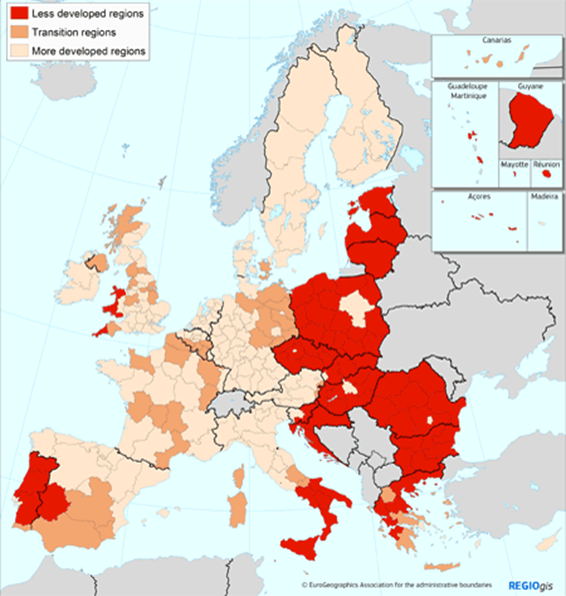 Less developed regions
Transition regions
More developed regions
Canarias
Guadeloupe
Martinique
Guyane
Mayotte
Réunion
Açores
Madeira
© EuroGeographics Association for the administrative boundaries
REGIOgis